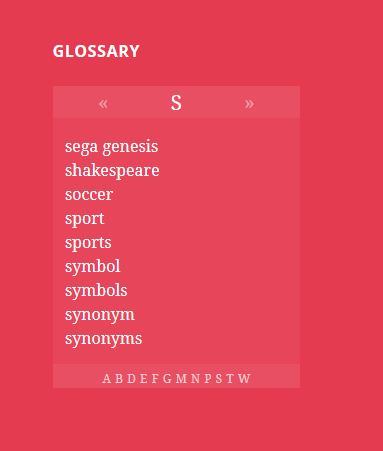 GLOSSARY
« S »
sega genesis
shakespeare
soccer
sport
sports
symbol
symbols
synonym
synonyms
A B D E F G M N P S T W